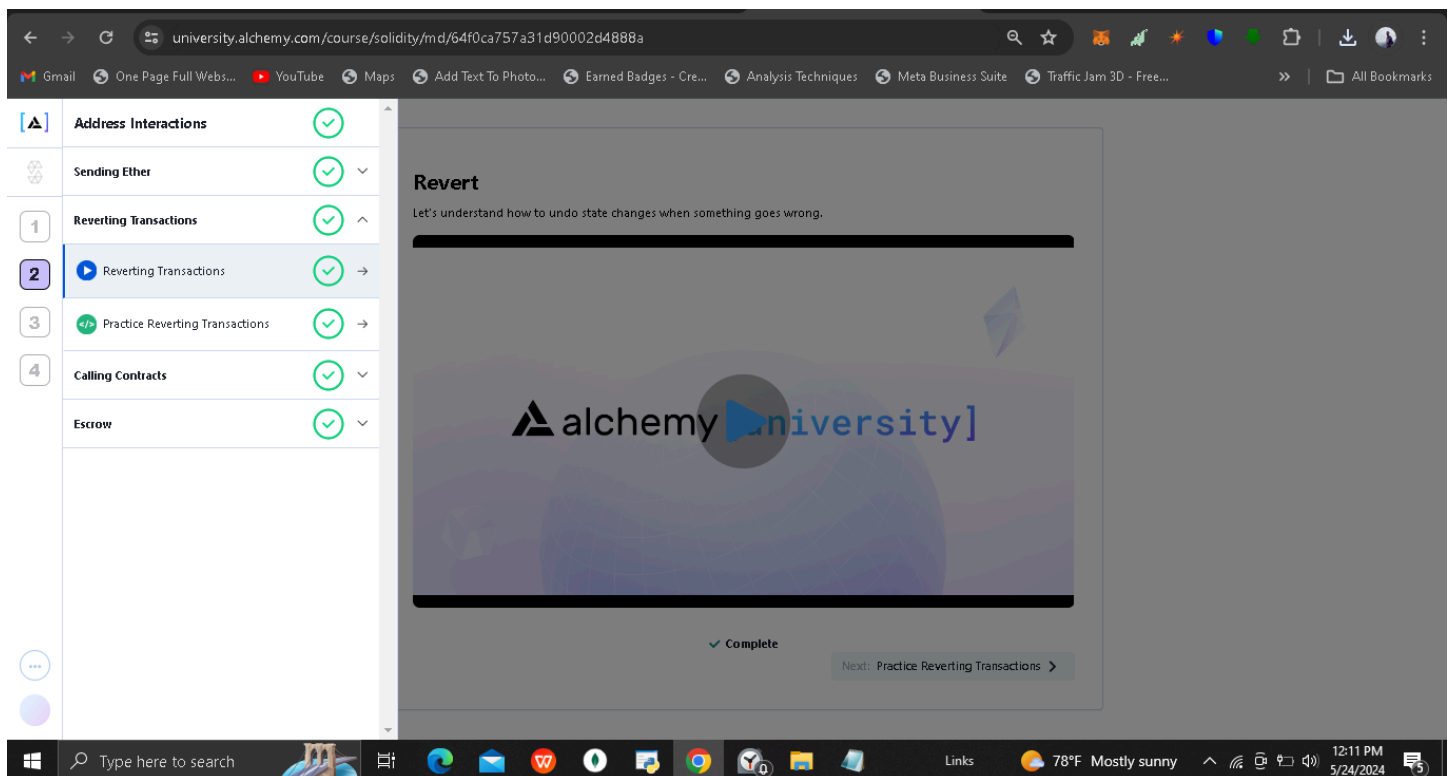 university.alchemy.com/course/solidity/md/64f0ca757a31d90002d4888a
Gmail
One Page Full Webs...
YouTube
Maps
Add Text To Photo...
Earned Badges - Cre...
Analysis Techniques
Meta Business Suite
Traffic Jam 3D - Free...
»
All Bookmarks
Address Interactions
Sending Ether
Reverting Transactions
Reverting Transactions
Practice Reverting Transactions
Calling Contracts
Escrow
1
2
3
4
Revert
Let's understand how to undo state changes when something goes wrong.
alchemy university]
Complete
Next: Practice Reverting Transactions
Type here to search
Links
78°F Mostly sunny
12:11 PM
5/24/2024
5